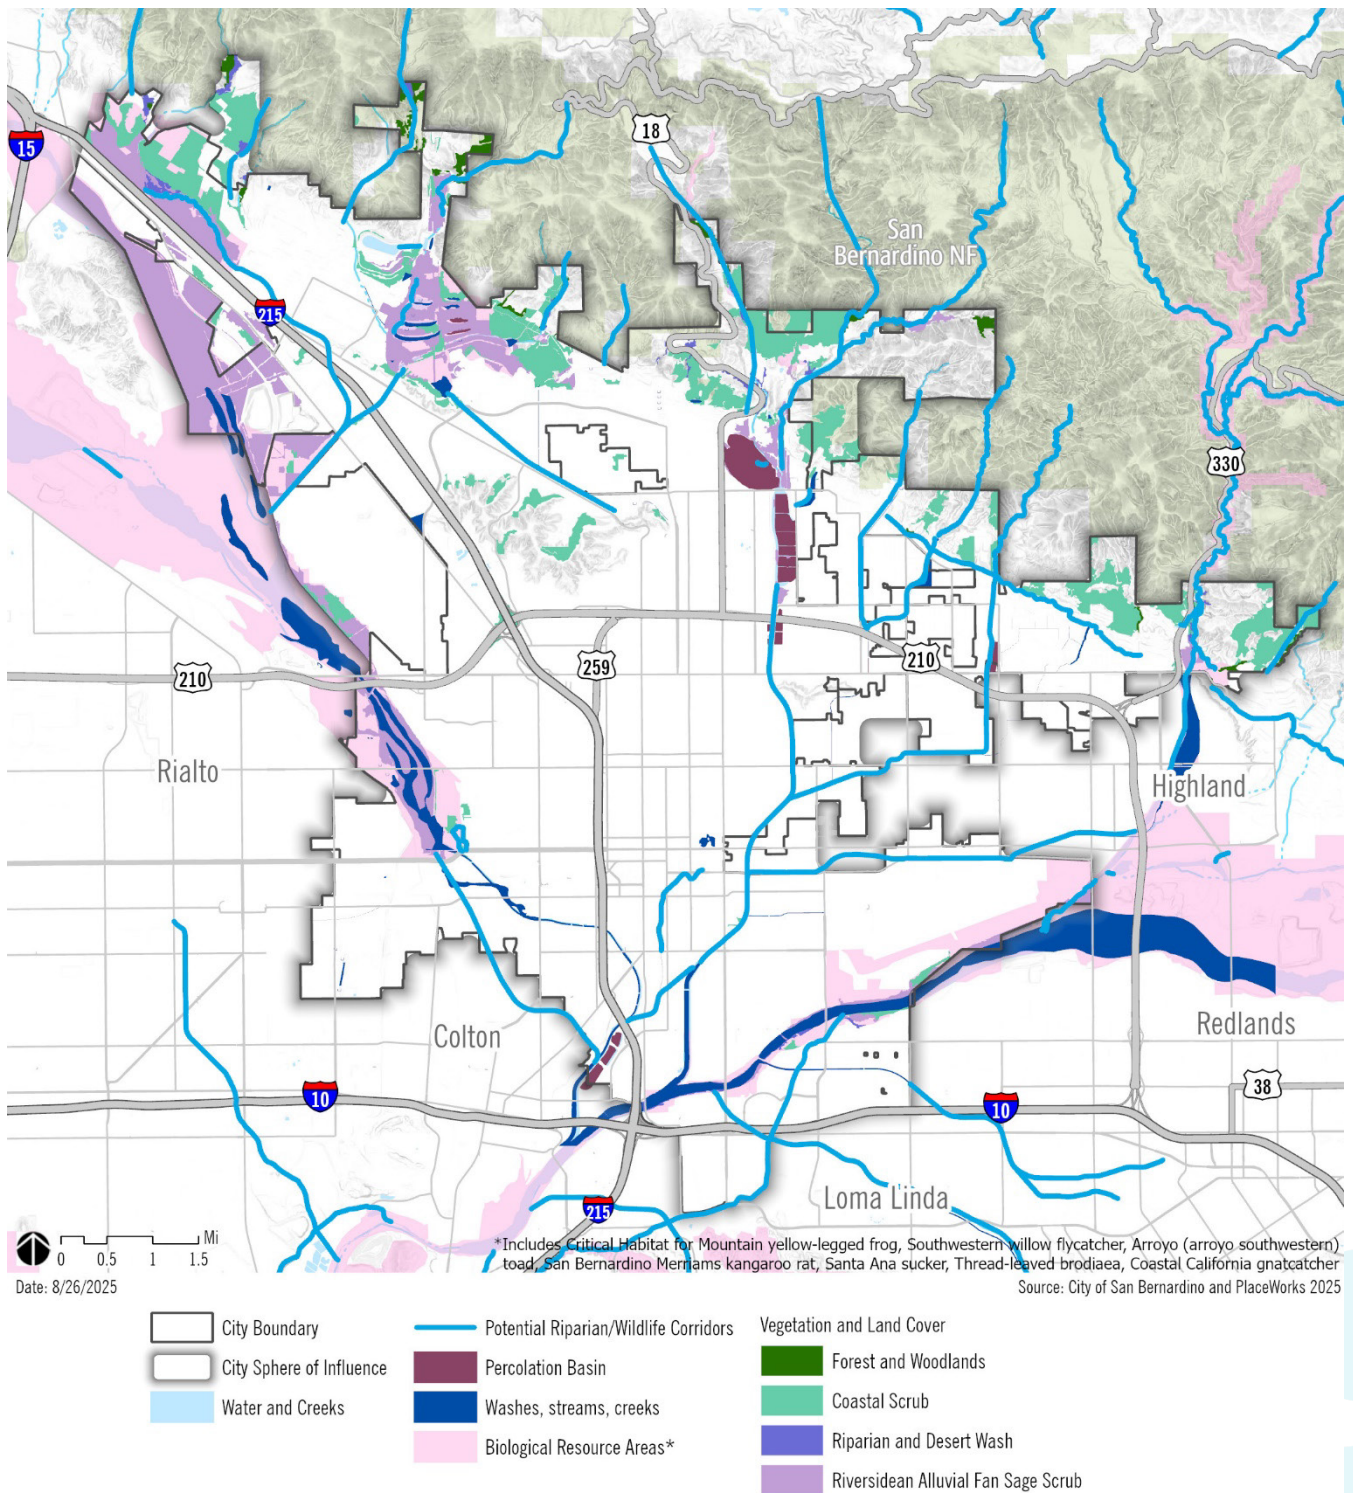 18
15
San
Bernardino NF
215
330
259
210
210
Rialto
Highland
Colton
Redlands
10
38
10
Loma Linda
215
Mi
0 0.5 1 1.5
*Includes Critical Habitat for Mountain yellow-legged frog, Southwestern willow flycatcher, Arroyo (arroyo southwestern)
toad, San Bernardino Merriams kangaroo rat, Santa Ana sucker, Thread-leaved brodiaea, Coastal California gnatcatcher
Date: 8/26/2025
Source: City of San Bernardino and PlaceWorks 2025
City Boundary
City Sphere of Influence
Water and Creeks
Potential Riparian/Wildlife Corridors
Percolation Basin
Washes, streams, creeks
Biological Resource Areas*
Vegetation and Land Cover
Forest and Woodlands
Coastal Scrub
Riparian and Desert Wash
Riversidean Alluvial Fan Sage Scrub